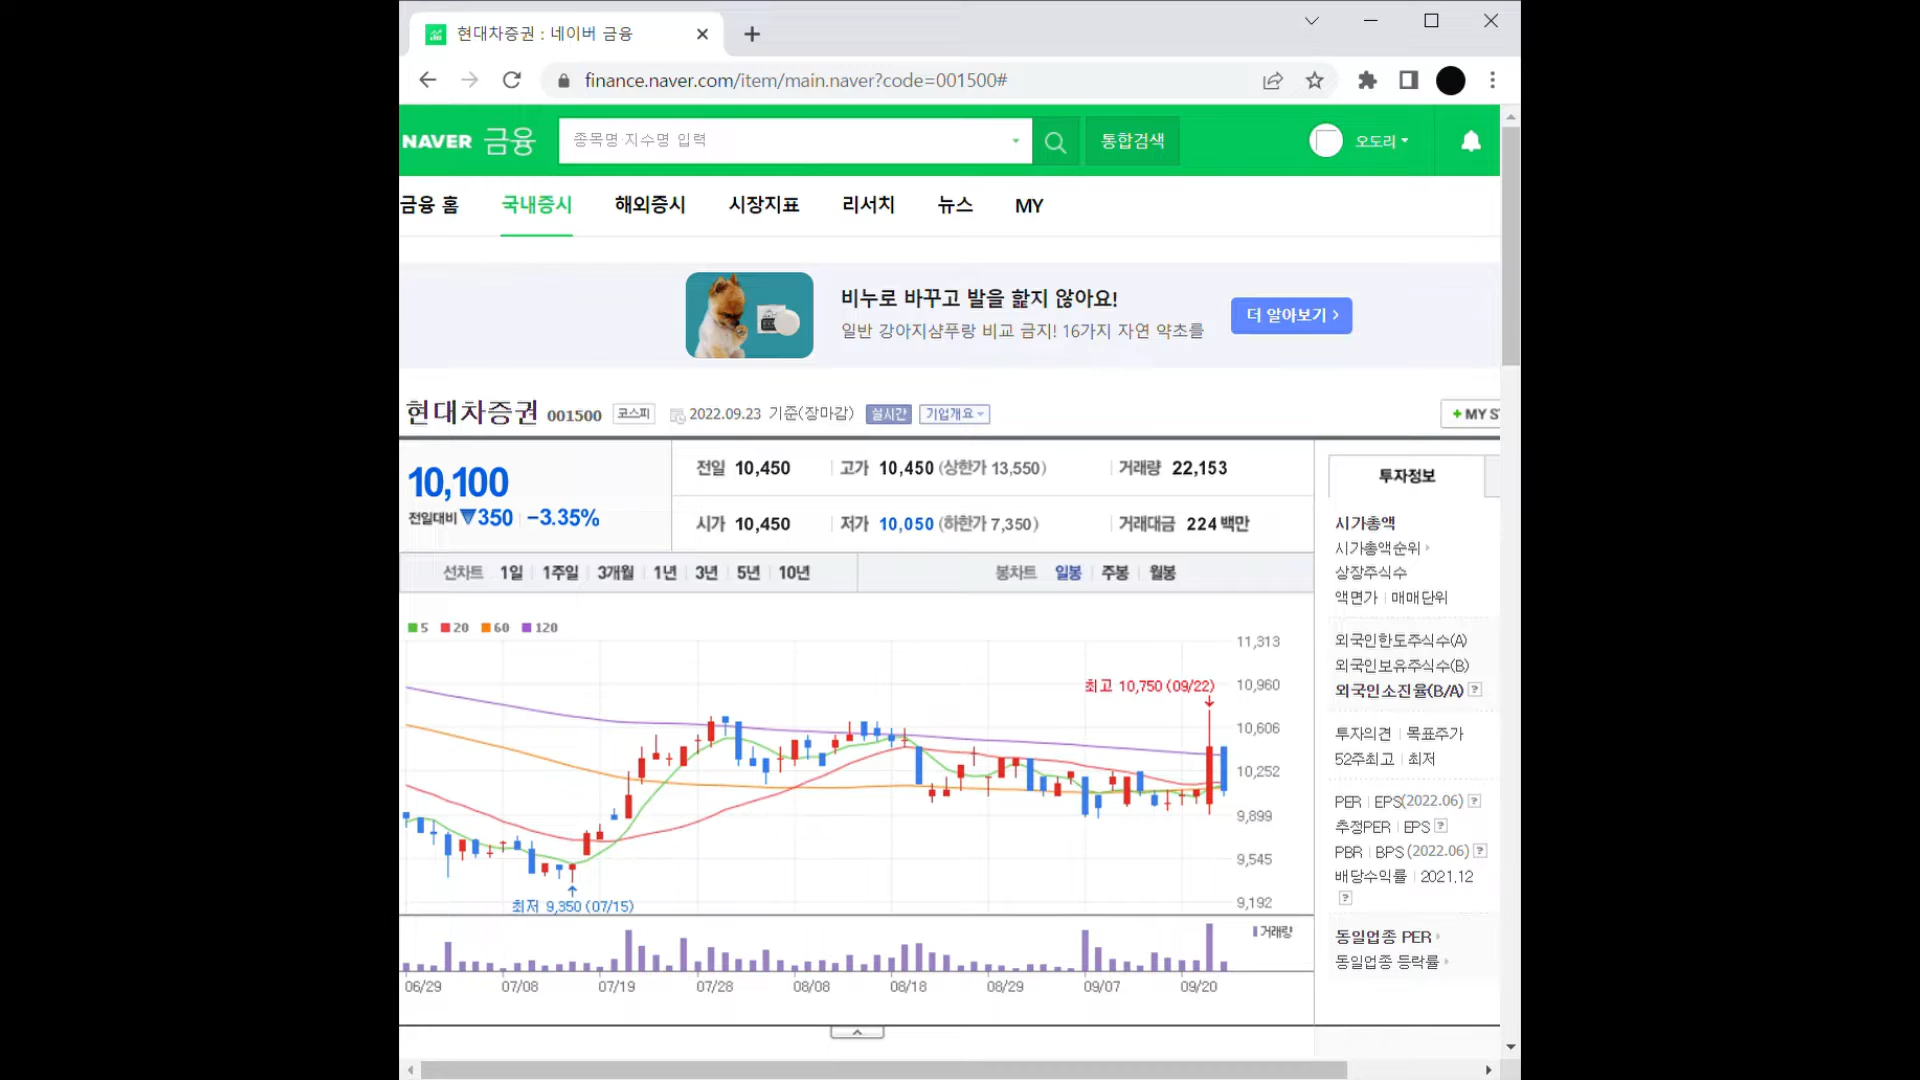 현대차증권 : 네이버 금융
finance.naver.com/item/main.naver?code=001500#
NAVER 금융 종목명·지수명 입력 통합검색 오도리
금융 홈 국내증시 해외증시 시장지표 리서치 뉴스 MY
비누로 바꾸고 발을 핥지 않아요!
일반 강아지샴푸랑 비교 금지! 16가지 자연 약초를
더 알아보기 >
현대차증권 001500 코스피 2022.09.23 기준(장마감) 실시간 기업개요 + MY S
10,100
전일대비 ▼350 -3.35%
전일 10,450 고가 10,450 (상한가 13,550) 거래량 22,153
시가 10,450 저가 10,050 (하한가 7,350) 거래대금 224 백만
선차트 1일 1주일 3개월 1년 3년 5년 10년 봉차트 일봉 주봉 월봉
5 20 60 120
11,313
10,960
10,606
10,252
9,899
9,545
9,192
최고 10,750 (09/22)
최저 9,350 (07/15)
거래량
06/29 07/08 07/19 07/28 08/08 08/18 08/29 09/07 09/20
투자정보
시가총액
시가총액순위
상장주식수
액면가 | 매매단위
외국인한도주식수(A)
외국인보유주식수(B)
외국인소진율(B/A) ?
투자의견 | 목표주가
52주최고 | 최저
PER | EPS(2022.06) ?
추정PER | EPS ?
PBR | BPS (2022.06) ?
배당수익률 | 2021.12
?
동일업종 PER
동일업종 등락률